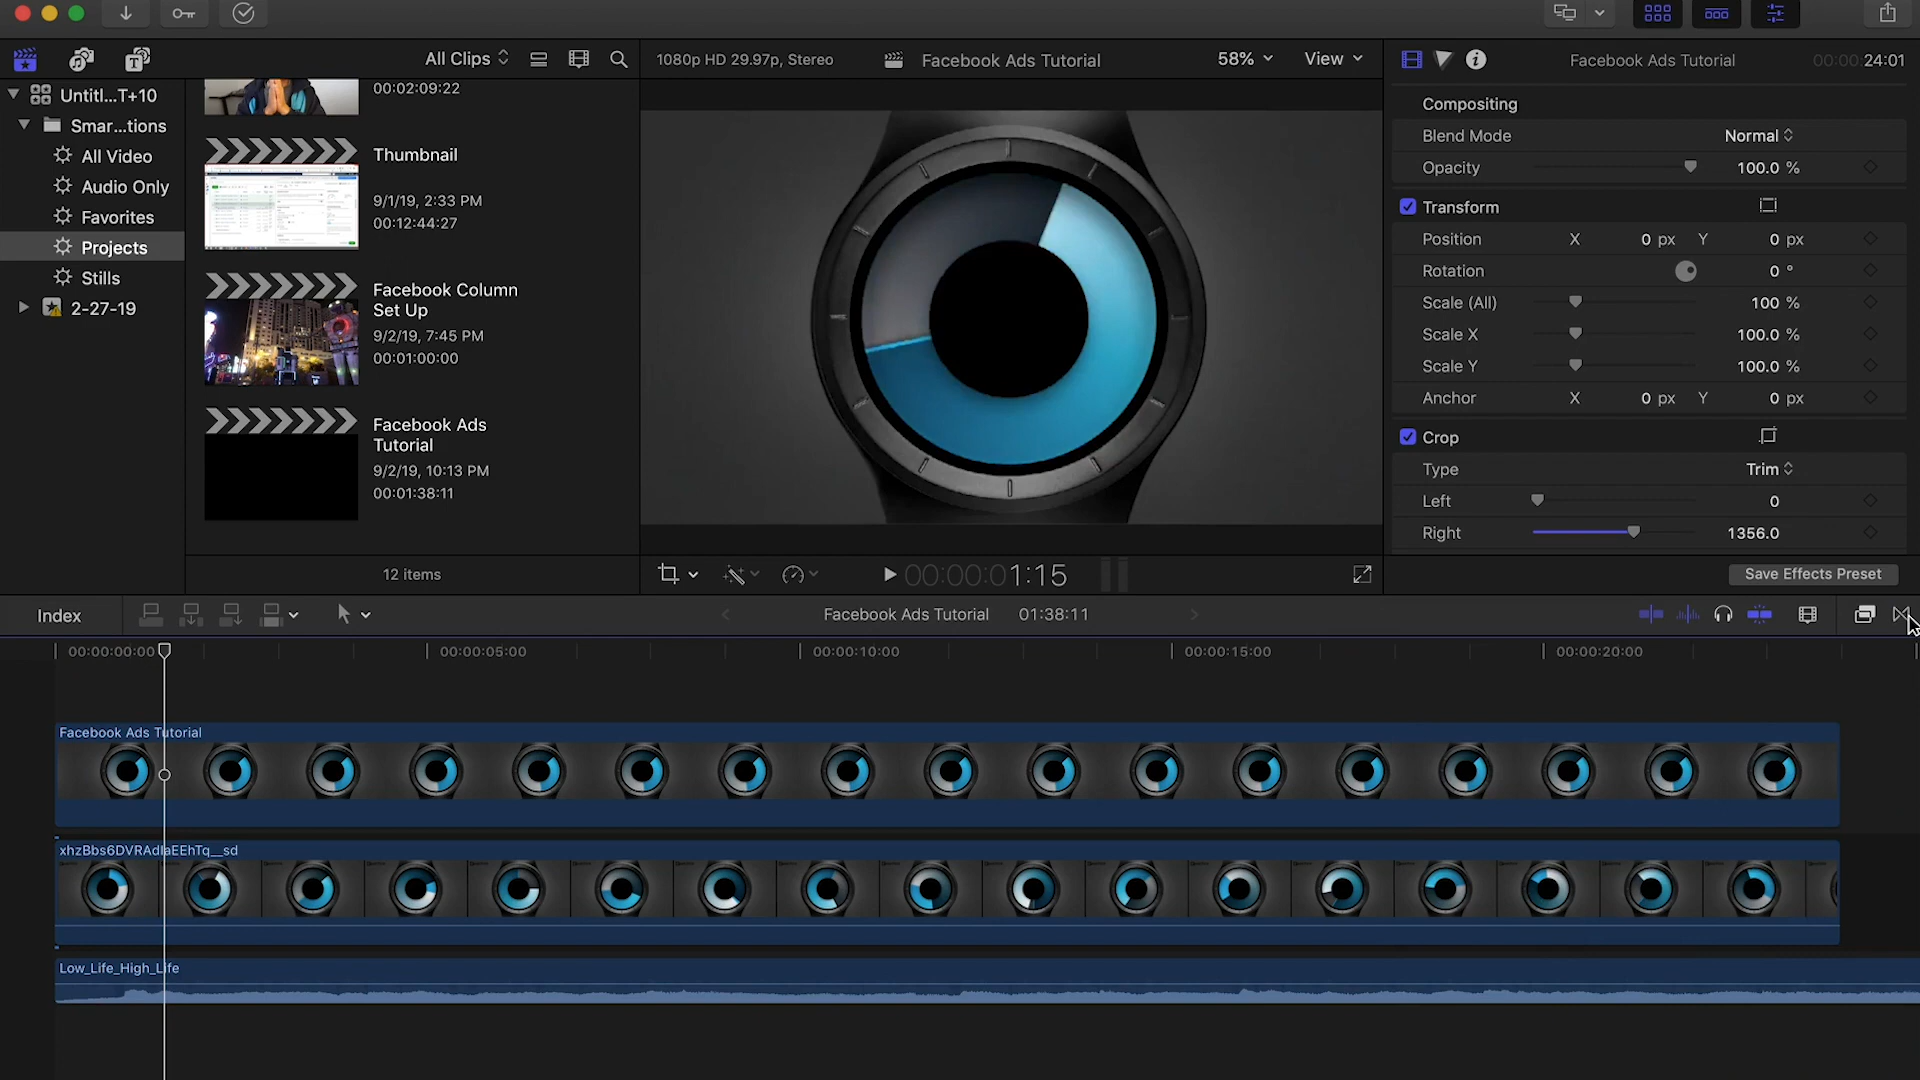 All Clips
1080p HD 29.97p, Stereo
Facebook Ads Tutorial
58%
View
Facebook Ads Tutorial
00:00:24:01
Untitl...T+10
Smar...tions
All Video
Audio Only
Favorites
Projects
Stills
2-27-19
00:02:09:22
Thumbnail
9/1/19, 2:33 PM
00:12:44:27
Facebook Column
Set Up
9/2/19, 7:45 PM
00:01:00:00
Facebook Ads
Tutorial
9/2/19, 10:13 PM
00:01:38:11
12 items
00:00:01:15
Compositing
Blend Mode Normal
Opacity 100.0 %
Transform
Position X 0 px Y 0 px
Rotation 0 °
Scale (All) 100 %
Scale X 100.0 %
Scale Y 100.0 %
Anchor X 0 px Y 0 px
Crop
Type Trim
Left 0
Right 1356.0
Save Effects Preset
Index
Facebook Ads Tutorial 01:38:11
00:00:00:00 00:00:05:00 00:00:10:00 00:00:15:00 00:00:20:00
Facebook Ads Tutorial
xhzBbs6DVRAdlaEEhTq__sd
Low_Life_High_Life